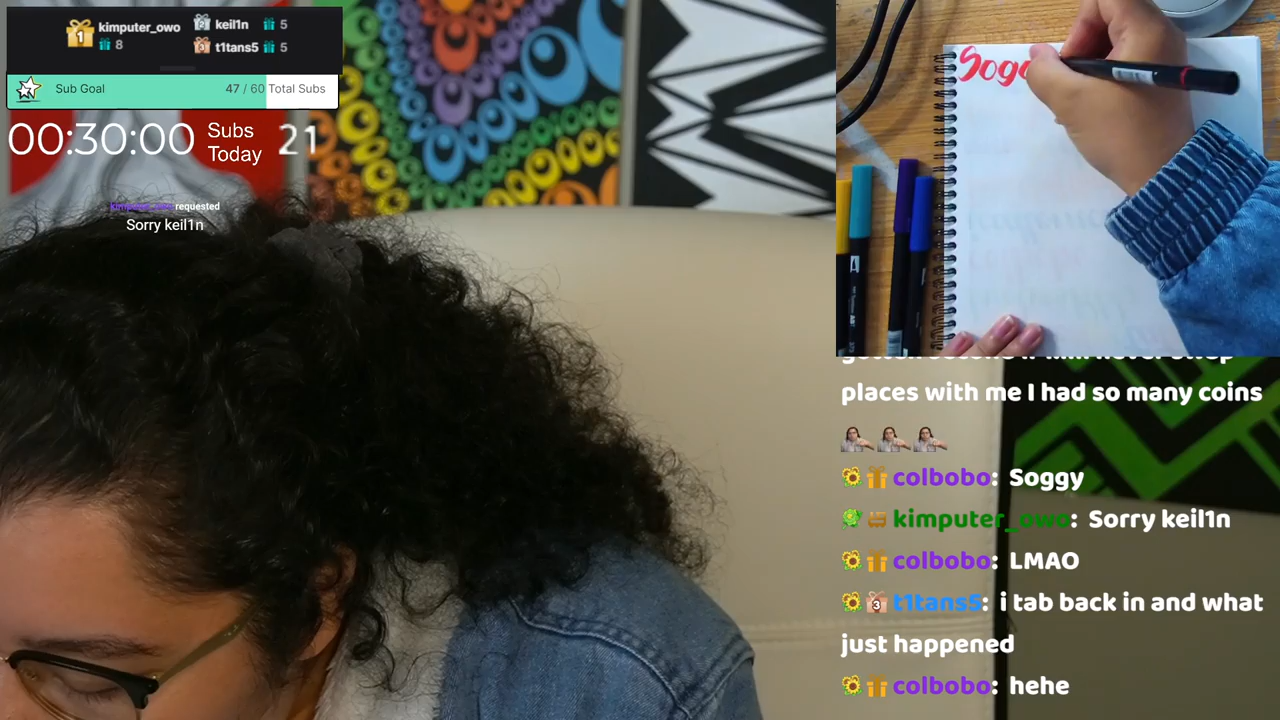 kimputer_owo
8
keil1n 5
t1tans5 5
Sub Goal
47 / 60 Total Subs
00:30:00 Subs Today 21
requested
Sorry keil1n
Sogg
places with me I had so many coins
colbobo: Soggy
kimputer_owo: Sorry keil1n
colbobo: LMAO
t1tans5: i tab back in and what
just happened
colbobo: hehe